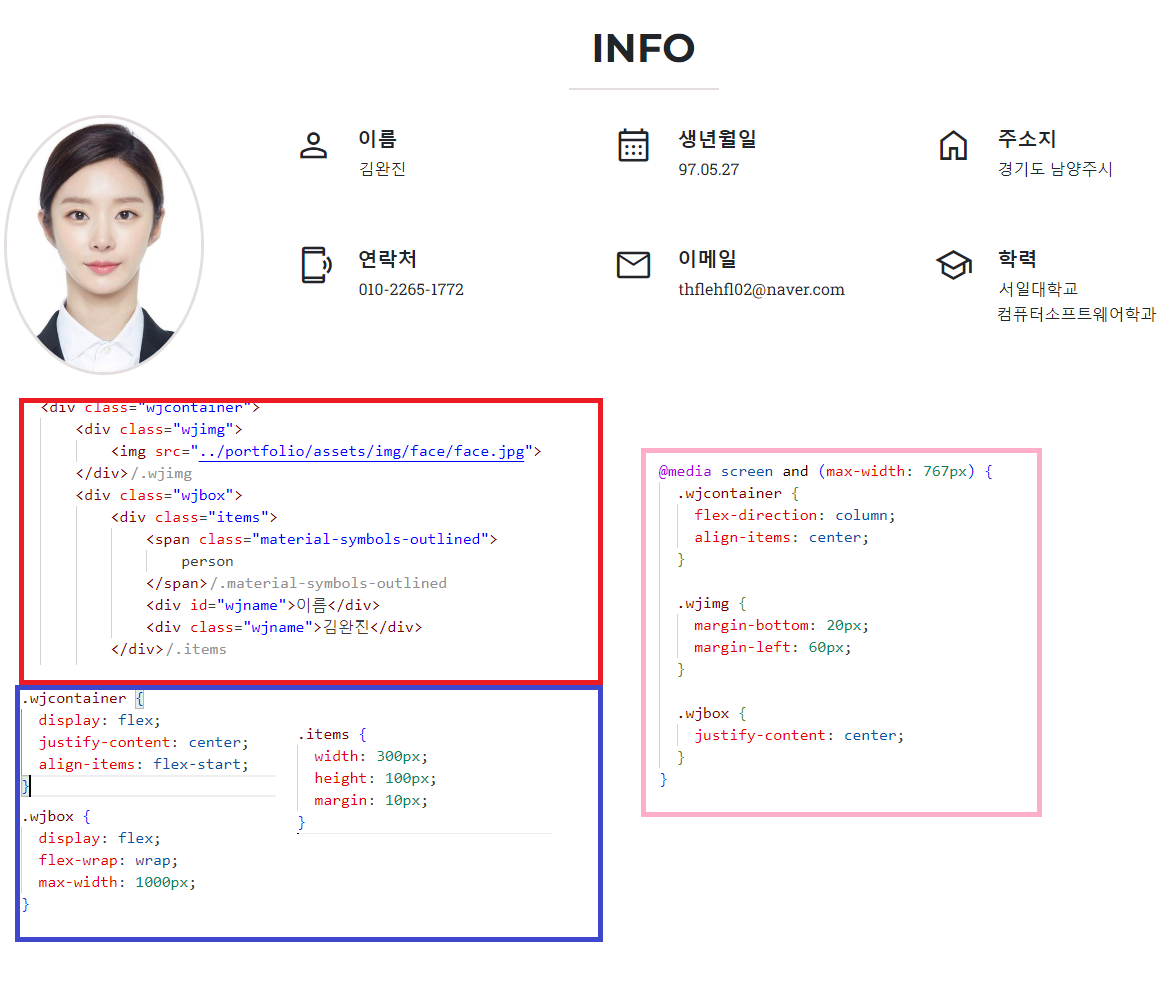 INFO
이름
김완진
생년월일
97.05.27
주소지
경기도 남양주시
연락처
010-2265-1772
이메일
thflehfl02@naver.com
학력
서일대학교
컴퓨터소프트웨어학과
<div class="wjcontainer">
<div class="wjimg">
<img src="../portfolio/assets/img/face/face.jpg">
</div>/.wjimg
<div class="wjbox">
<div class="items">
<span class="material-symbols-outlined">
person
</span>/.material-symbols-outlined
<div id="wjname">이름</div>
<div class="wjname">김완진</div>
</div>/.items
.wjcontainer {
display: flex;
justify-content: center;
align-items: flex-start;
}
.wjbox {
display: flex;
flex-wrap: wrap;
max-width: 1000px;
}
.items {
width: 300px;
height: 100px;
margin: 10px;
}
@media screen and (max-width: 767px) {
.wjcontainer {
flex-direction: column;
align-items: center;
}
.wjimg {
margin-bottom: 20px;
margin-left: 60px;
}
.wjbox {
justify-content: center;
}
}